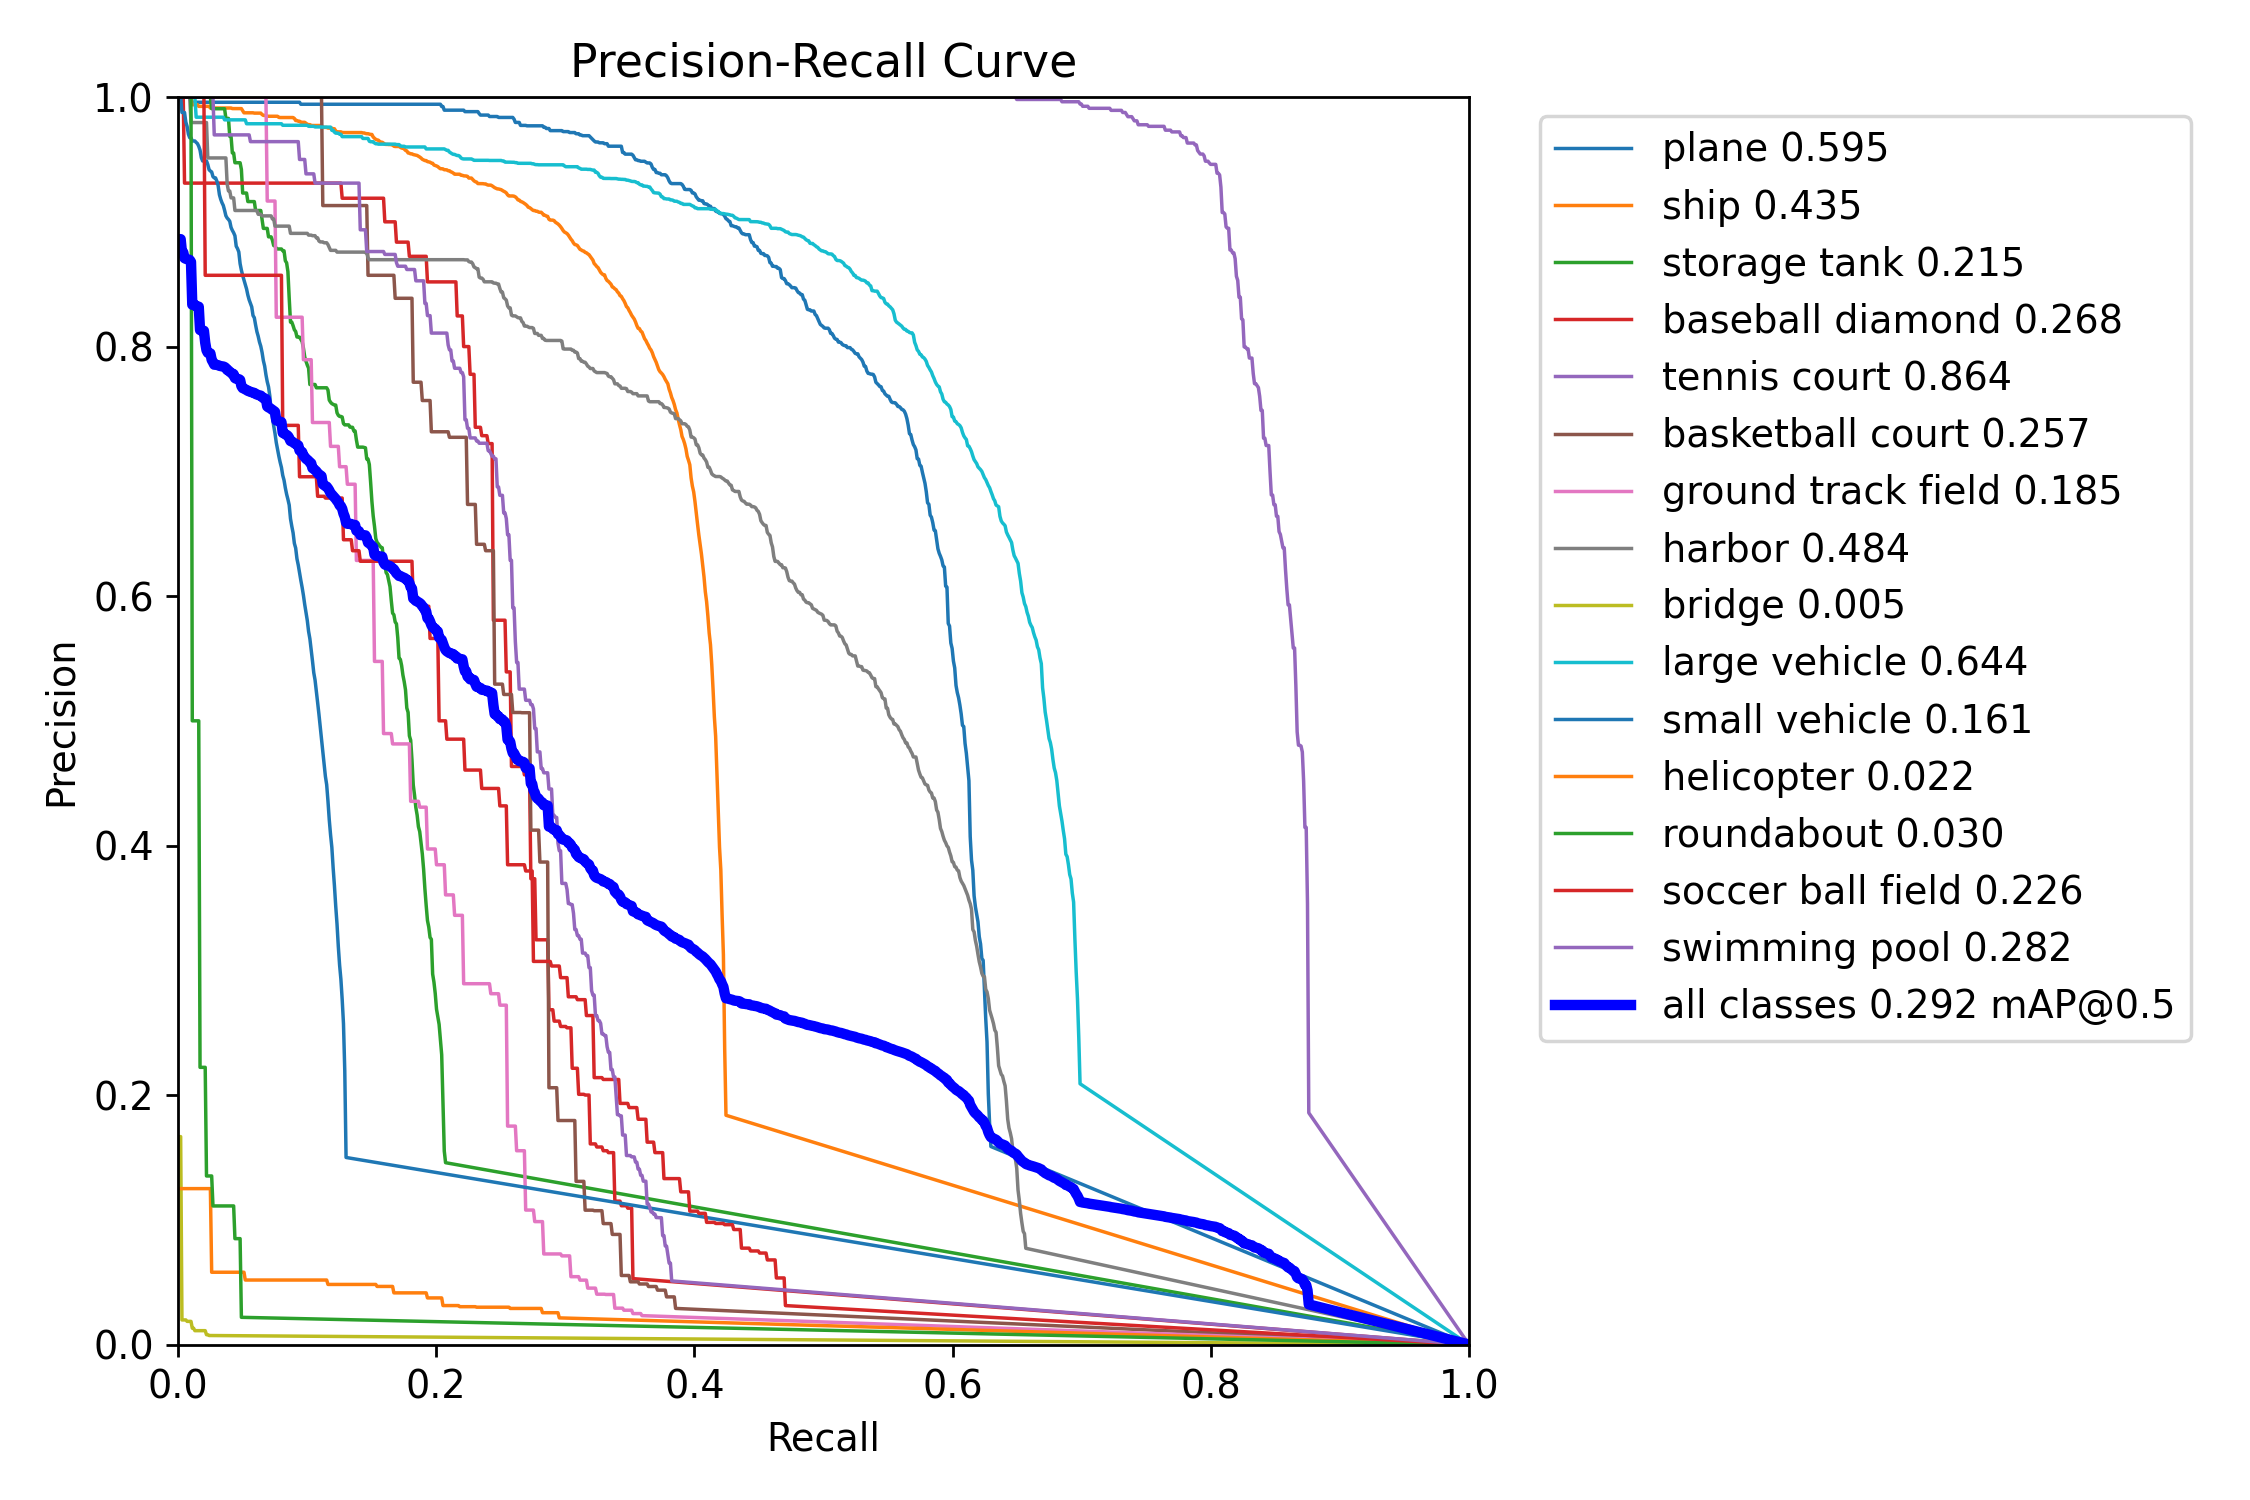 Precision-Recall Curve
1.0
0.8
0.6
0.4
0.2
0.0
Precision
0.0 0.2 0.4 0.6 0.8 1.0
Recall
plane 0.595
ship 0.435
storage tank 0.215
baseball diamond 0.268
tennis court 0.864
basketball court 0.257
ground track field 0.185
harbor 0.484
bridge 0.005
large vehicle 0.644
small vehicle 0.161
helicopter 0.022
roundabout 0.030
soccer ball field 0.226
swimming pool 0.282
all classes 0.292 mAP@0.5